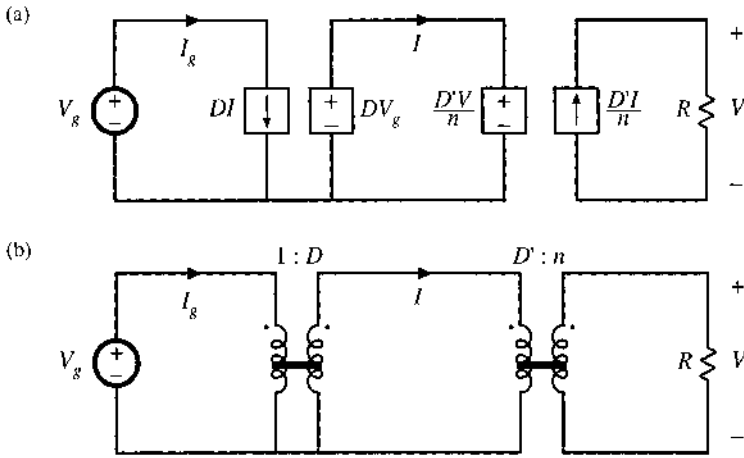 (a)
I_g I +
V_g + − DI + − DV_g D'V/n + − D'I/n R V
−
(b)
1 : D D' : n
I_g I +
V_g + − R V
−